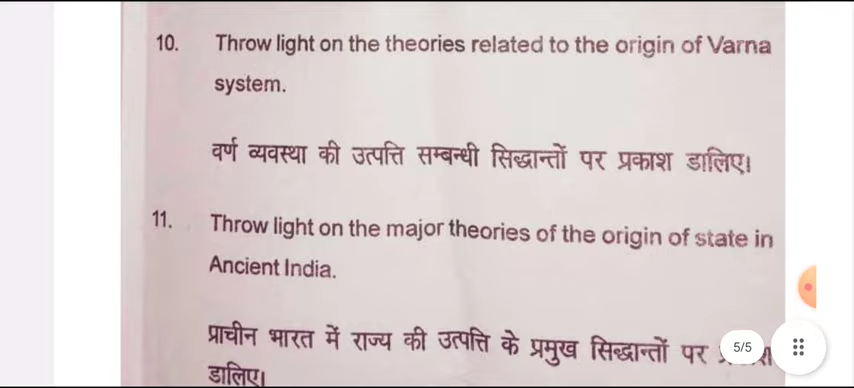 10. Throw light on the theories related to the origin of Varna
system.
वर्ण व्यवस्था की उत्पत्ति सम्बन्धी सिद्धान्तों पर प्रकाश डालिए।
11. Throw light on the major theories of the origin of state in
Ancient India.
प्राचीन भारत में राज्य की उत्पत्ति के प्रमुख सिद्धान्तों पर
5/5
डालिए।